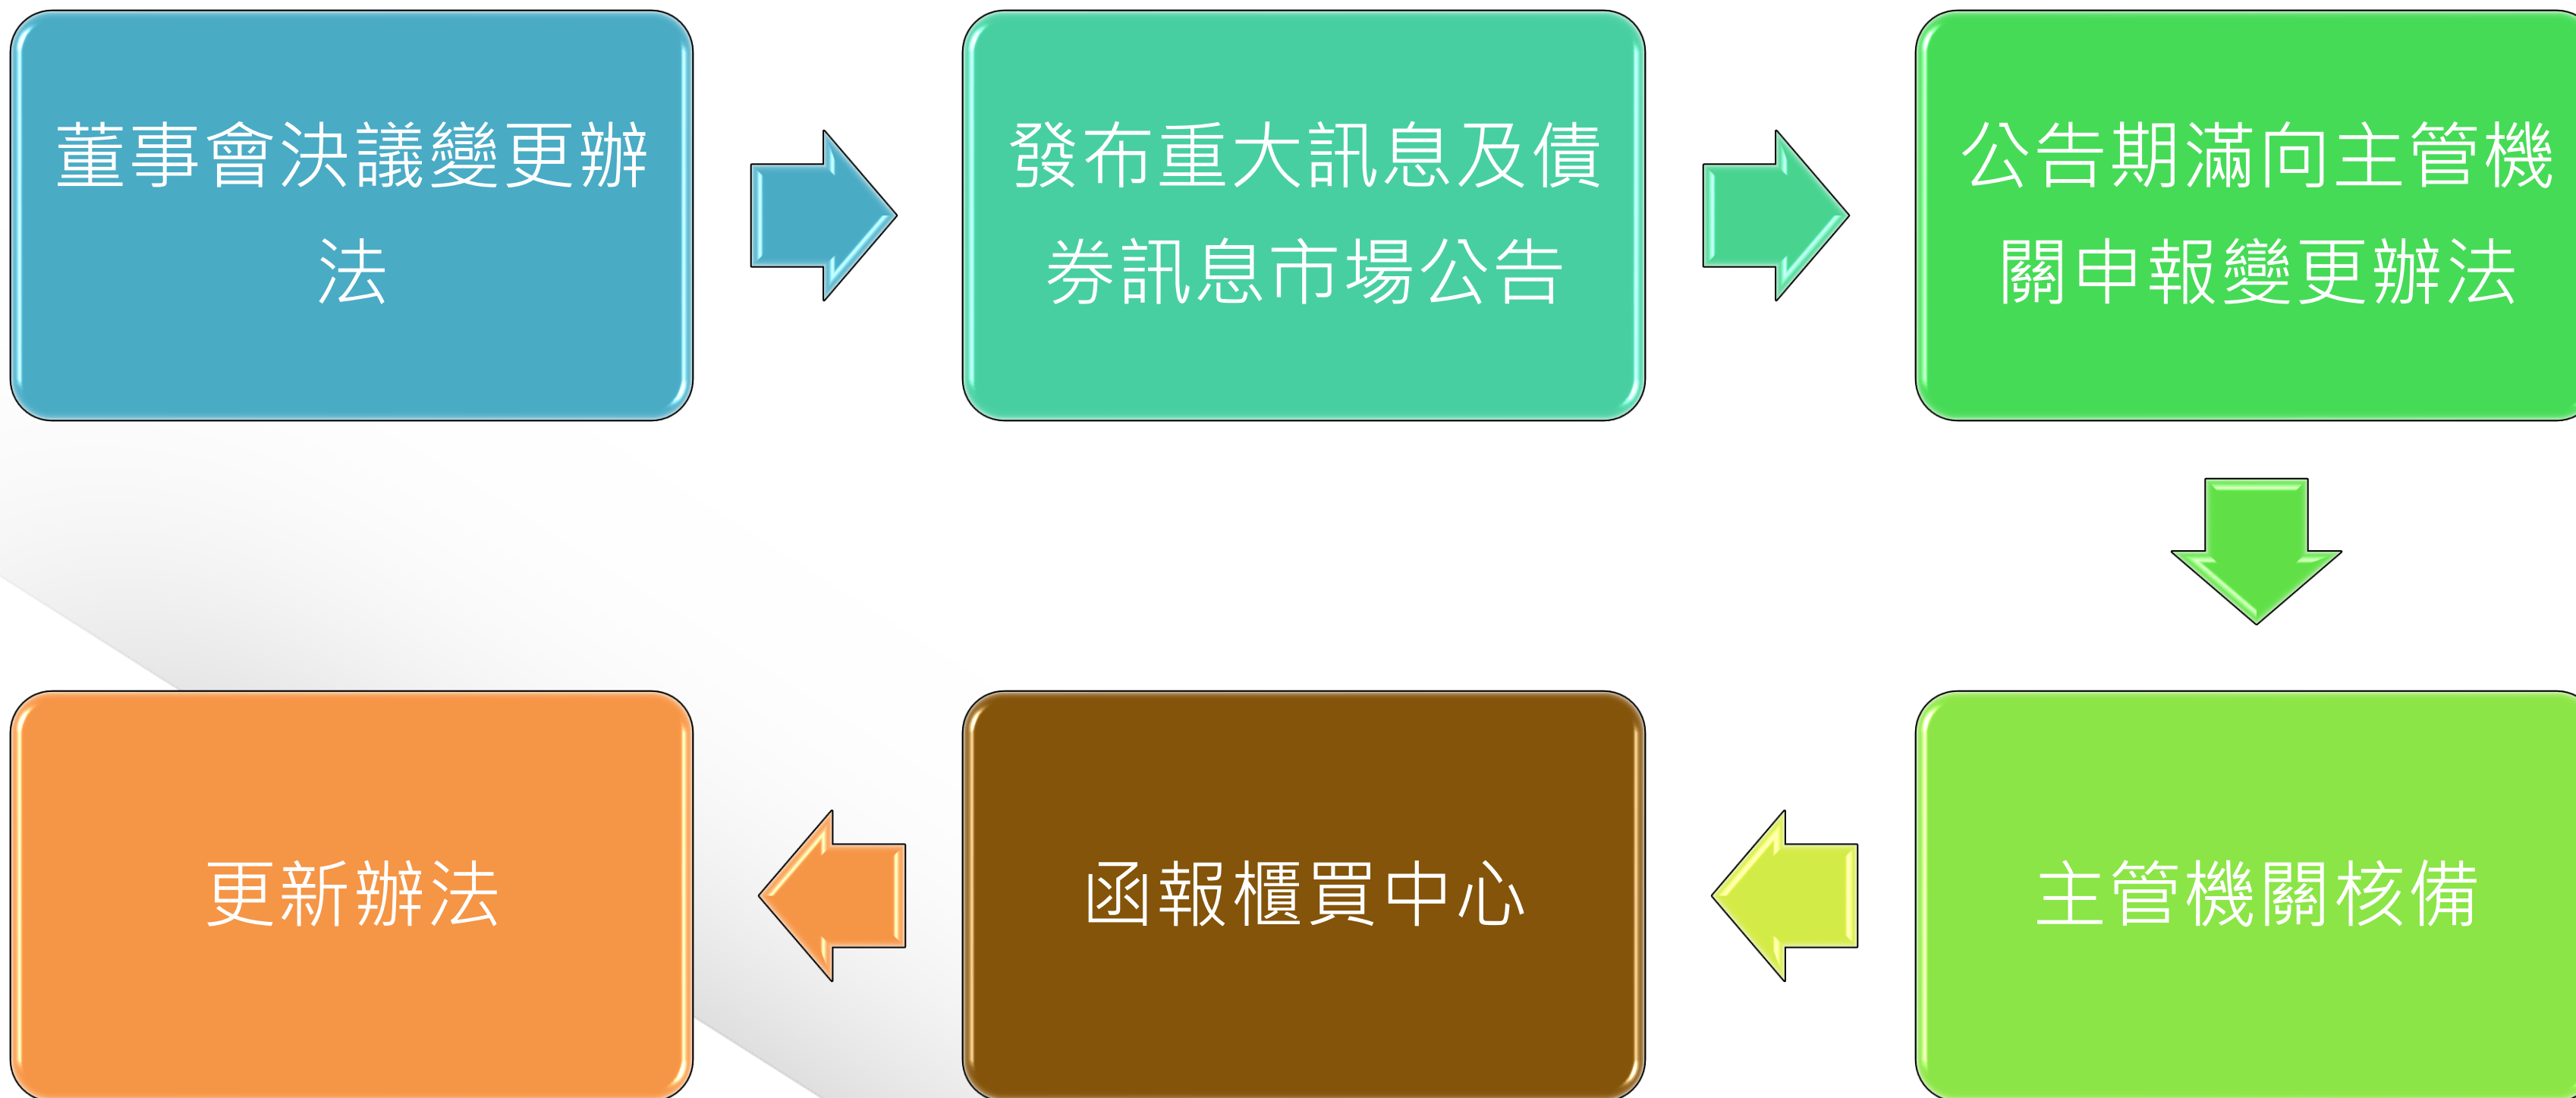 董事會決議變更辦
法
發布重大訊息及債
券訊息市場公告
公告期滿向主管機
關申報變更辦法
主管機關核備
函報櫃買中心
更新辦法